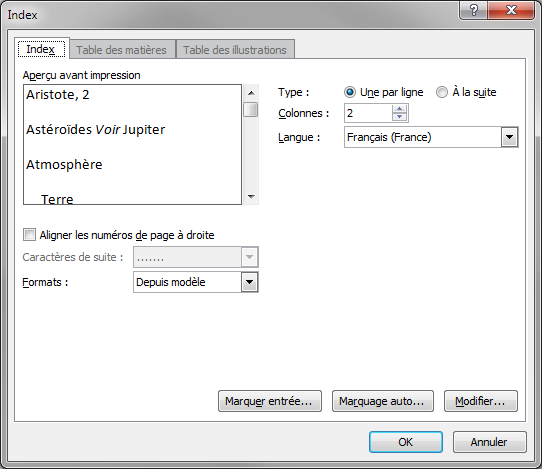 Index
Index Table des matières Table des illustrations
Aperçu avant impression
Aristote, 2
Astéroïdes Voir Jupiter
Atmosphère
Terre
Type : Une par ligne À la suite
Colonnes : 2
Langue : Français (France)
Aligner les numéros de page à droite
Caractères de suite : .......
Formats : Depuis modèle
Marquer entrée... Marquage auto... Modifier...
OK Annuler